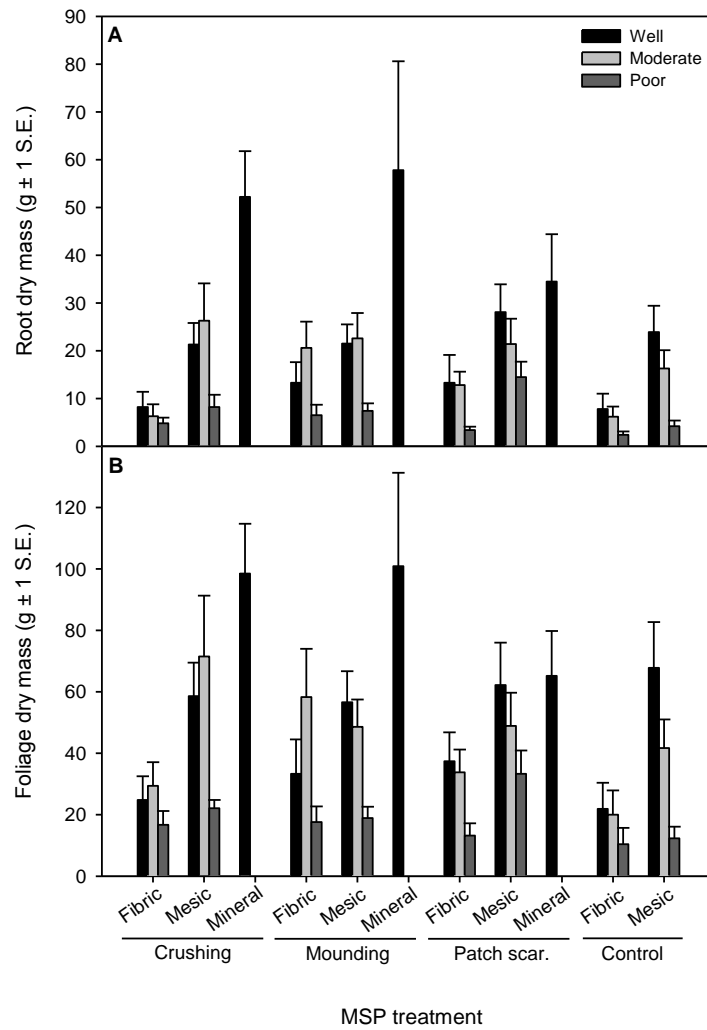 A
Well
Moderate
Poor
90
80
70
60
50
40
30
20
10
0
Root dry mass (g ± 1 S.E.)
B
120
100
80
60
40
20
0
Foliage dry mass (g ± 1 S.E.)
Fibric Mesic Mineral Fibric Mesic Mineral Fibric Mesic Mineral Fibric Mesic
Crushing Mounding Patch scar. Control
MSP treatment